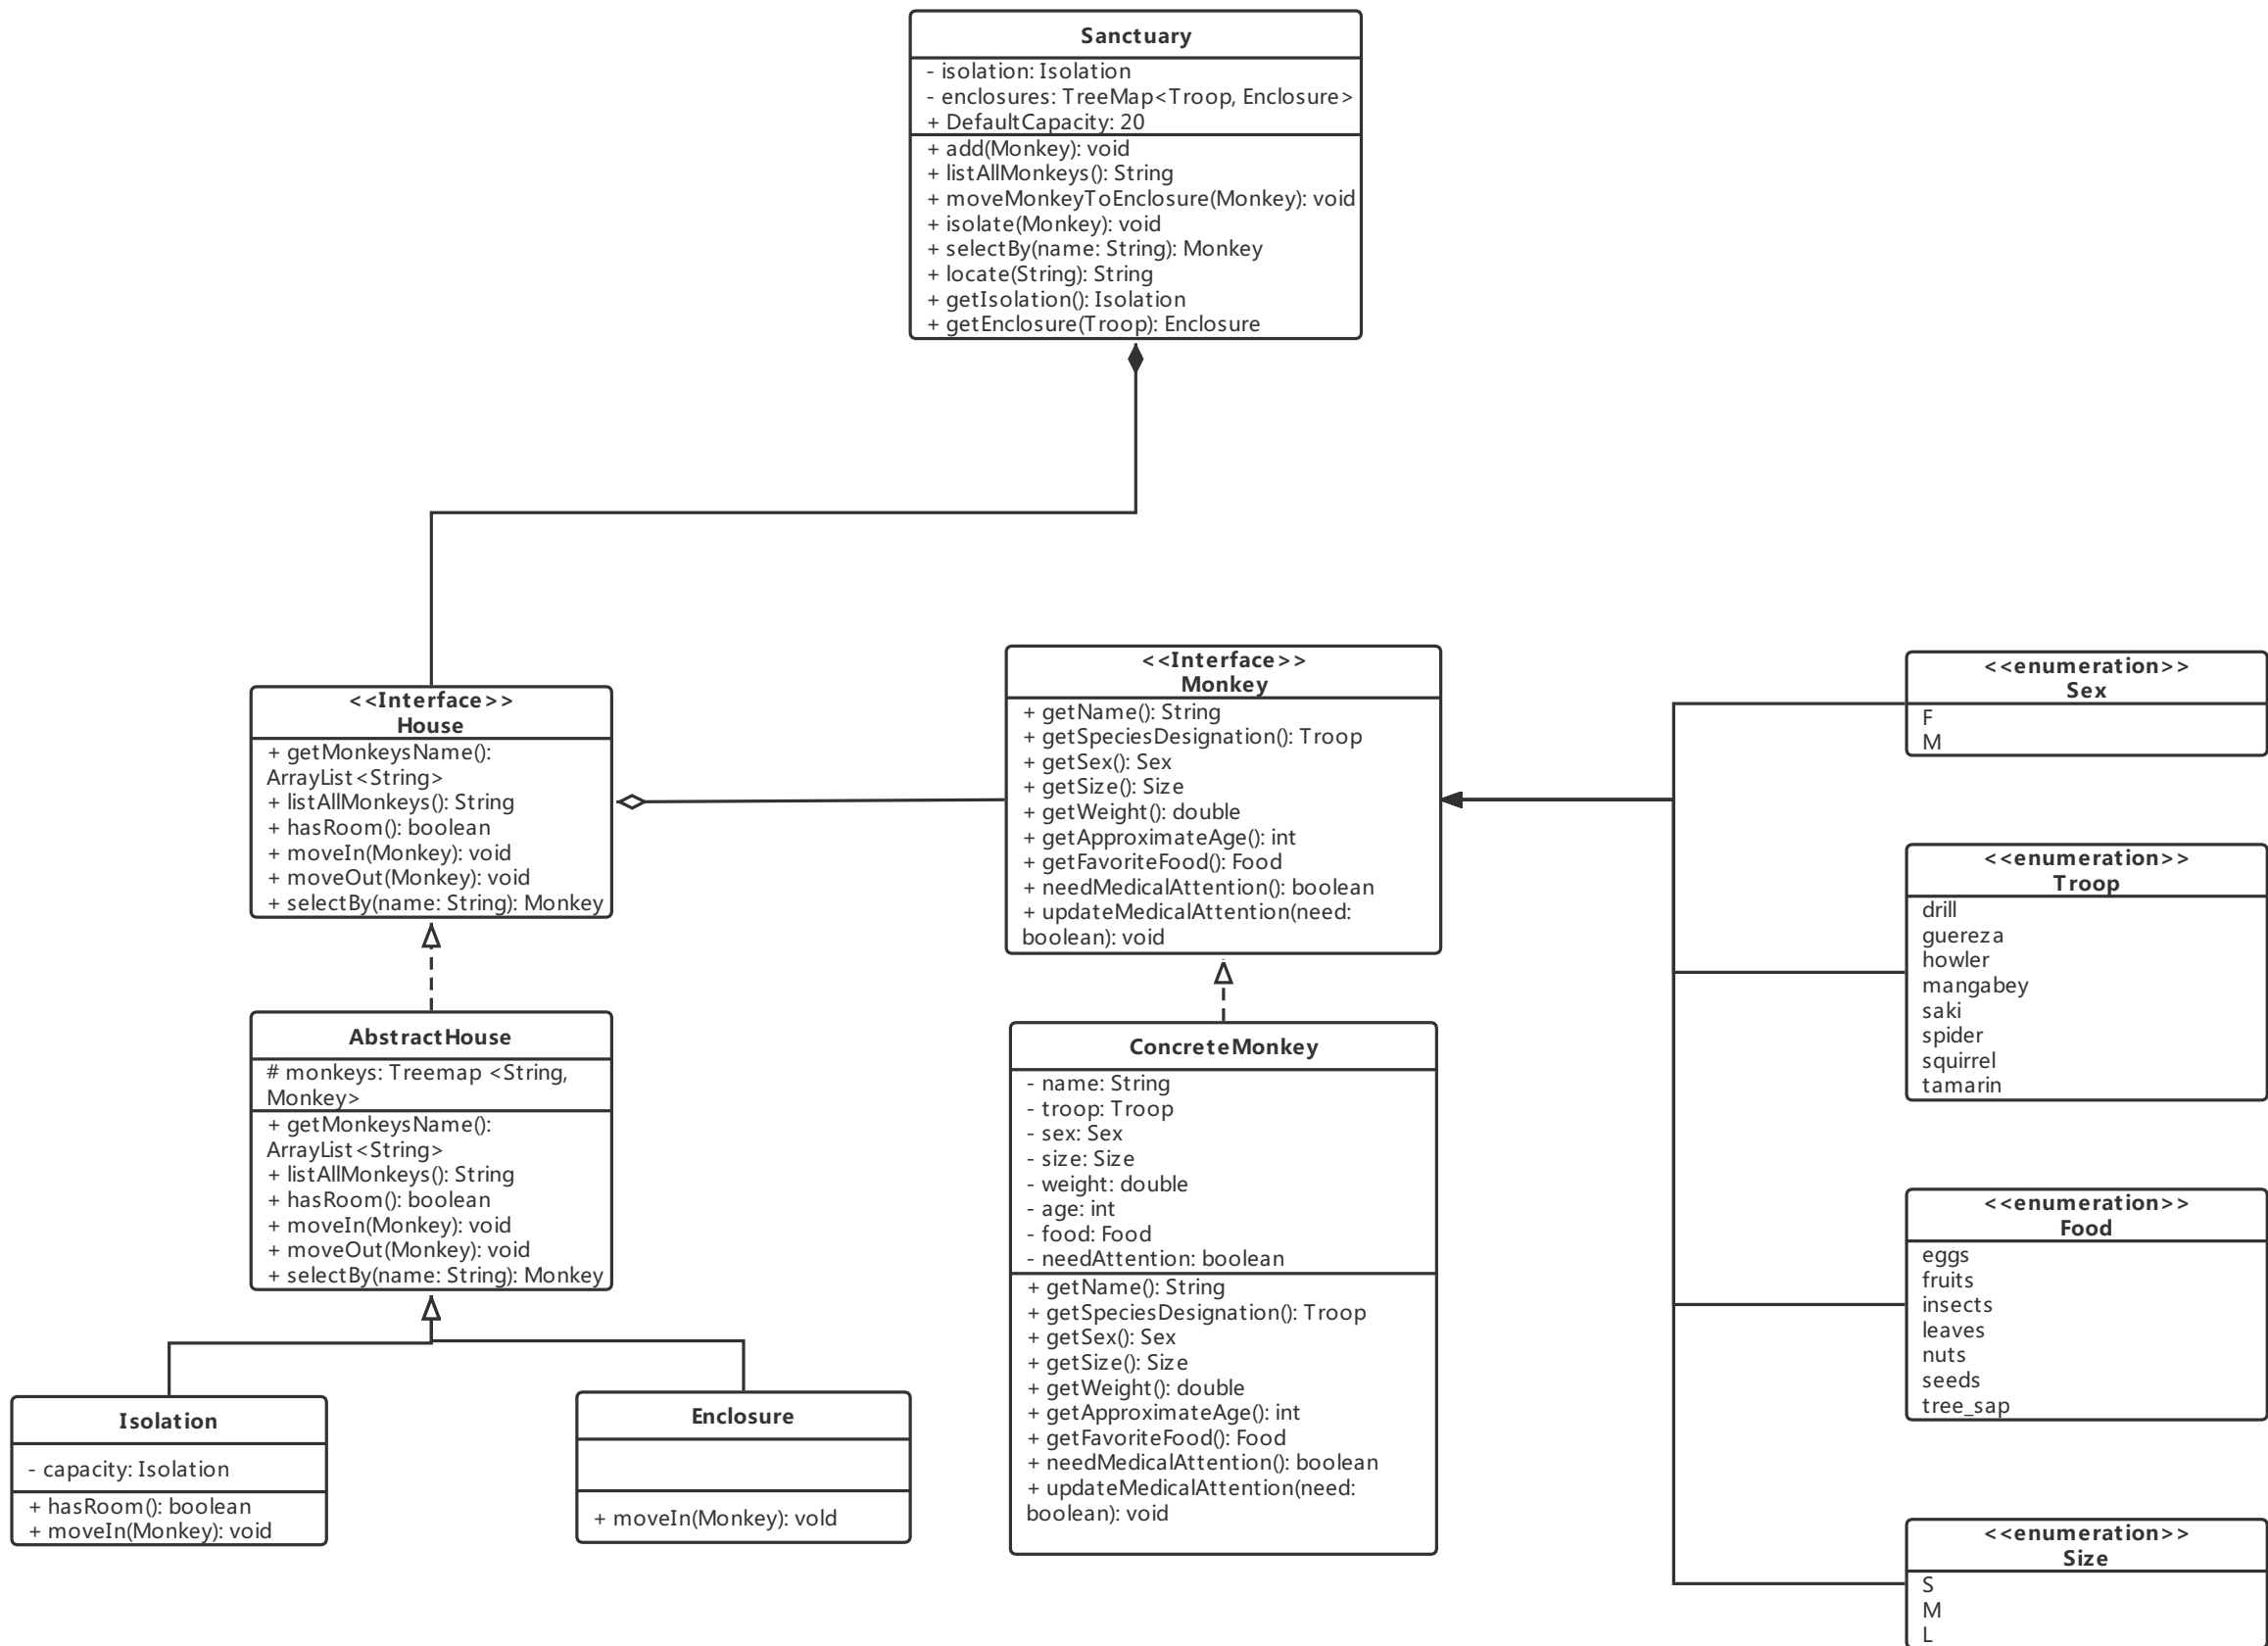 Sanctuary
- isolation: Isolation
- enclosures: TreeMap<Troop, Enclosure>
+ DefaultCapacity: 20
+ add(Monkey): void
+ listAllMonkeys(): String
+ moveMonkeyToEnclosure(Monkey): void
+ isolate(Monkey): void
+ selectBy(name: String): Monkey
+ locate(String): String
+ getIsolation(): Isolation
+ getEnclosure(Troop): Enclosure
<<Interface>>
House
+ getMonkeysName():
ArrayList<String>
+ listAllMonkeys(): String
+ hasRoom(): boolean
+ moveIn(Monkey): void
+ moveOut(Monkey): void
+ selectBy(name: String): Monkey
<<Interface>>
Monkey
+ getName(): String
+ getSpeciesDesignation(): Troop
+ getSex(): Sex
+ getSize(): Size
+ getWeight(): double
+ getApproximateAge(): int
+ getFavoriteFood(): Food
+ needMedicalAttention(): boolean
+ updateMedicalAttention(need:
boolean): void
<<enumeration>>
Sex
F
M
<<enumeration>>
Troop
drill
guereza
howler
mangabey
saki
spider
squirrel
tamarin
AbstractHouse
# monkeys: Treemap <String,
Monkey>
+ getMonkeysName():
ArrayList<String>
+ listAllMonkeys(): String
+ hasRoom(): boolean
+ moveIn(Monkey): void
+ moveOut(Monkey): void
+ selectBy(name: String): Monkey
ConcreteMonkey
- name: String
- troop: Troop
- sex: Sex
- size: Size
- weight: double
- age: int
- food: Food
- needAttention: boolean
+ getName(): String
+ getSpeciesDesignation(): Troop
+ getSex(): Sex
+ getSize(): Size
+ getWeight(): double
+ getApproximateAge(): int
+ getFavoriteFood(): Food
+ needMedicalAttention(): boolean
+ updateMedicalAttention(need:
boolean): void
<<enumeration>>
Food
eggs
fruits
insects
leaves
nuts
seeds
tree_sap
Isolation
- capacity: Isolation
+ hasRoom(): boolean
+ moveIn(Monkey): void
Enclosure
+ moveIn(Monkey): vold
<<enumeration>>
Size
S
M
L